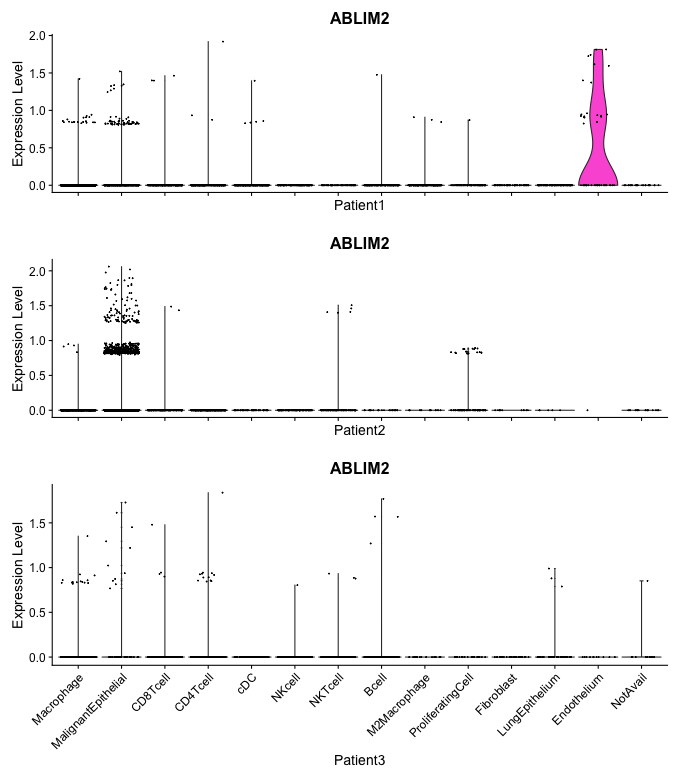 ABLIM2
Expression Level
2.0
1.5
1.0
0.5
0.0
Patient1
ABLIM2
Expression Level
2.0
1.5
1.0
0.5
0.0
Patient2
ABLIM2
Expression Level
1.5
1.0
0.5
0.0
Macrophage
MalignantEpithelial
CD8Tcell
CD4Tcell
cDC
NKcell
NKTcell
Bcell
M2Macrophage
ProliferatingCell
Fibroblast
LungEpithelium
Endothelium
NotAvail
Patient3